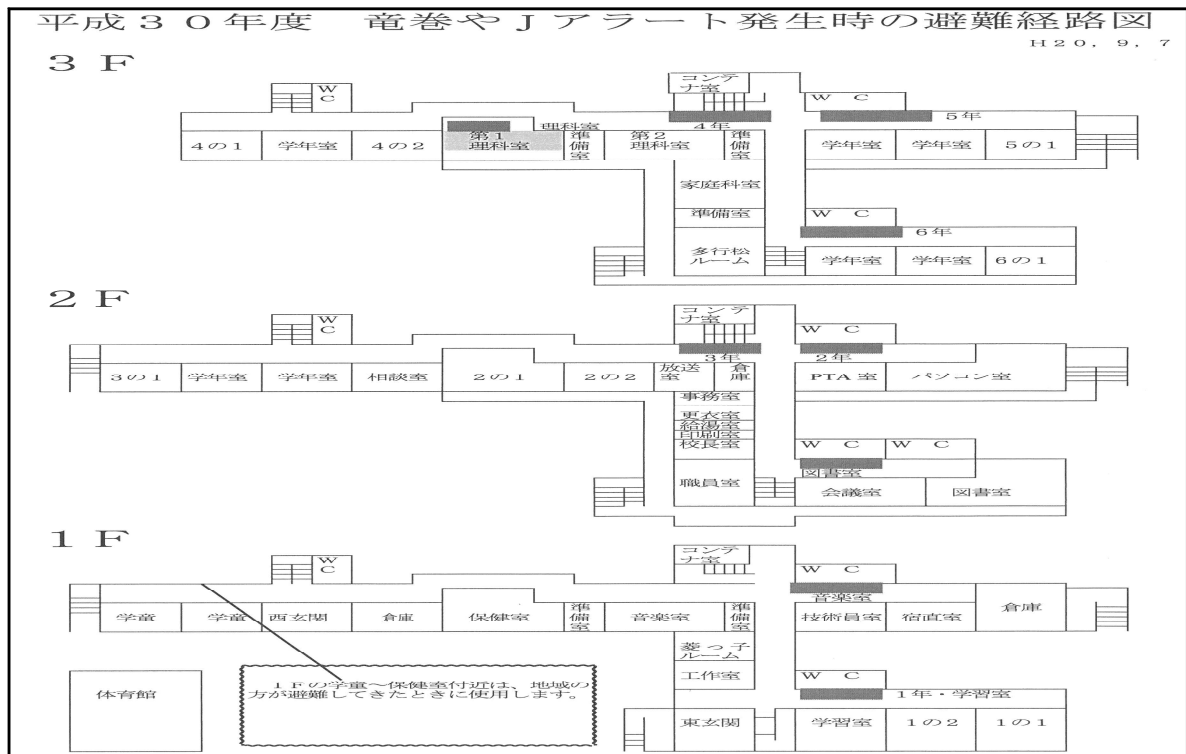 平成３０年度　竜巻やＪアラート発生時の避難経路図
Ｈ２０．９．７
３Ｆ
コンテナ室
ＷＣ
Ｗ　Ｃ
理科室
４年
５年
４の１
学年室
４の２
第１理科室
準備室
第２理科室
準備室
学年室
学年室
５の１
家庭科室
準備室
Ｗ　Ｃ
６年
多行松ルーム
学年室
学年室
６の１
２Ｆ
コンテナ室
ＷＣ
Ｗ　Ｃ
３年
２年
３の１
学年室
学年室
相談室
２の１
２の２
放送室
倉庫
PTA室
パソコン室
事務室
更衣室
給湯室
印刷室
校長室
Ｗ　Ｃ
Ｗ　Ｃ
図書室
職員室
会議室
図書室
１Ｆ
コンテナ室
ＷＣ
Ｗ　Ｃ
音楽室
学童
学童
西玄関
倉庫
保健室
準備室
音楽室
準備室
技術員室
宿直室
倉庫
菱っ子ルーム
工作室
Ｗ　Ｃ
１年・学習室
体育館
１Ｆの学童～保健室付近は、地域の
方が避難してきたときに使用します。
東玄関
学習室
１の２
１の１